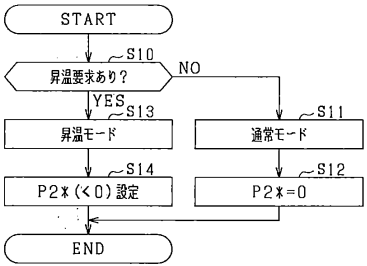 START
S10
昇温要求あり?
NO
YES
S13
S11
昇温モード
通常モード
S14
S12
P2*(<0)設定
P2*=0
END